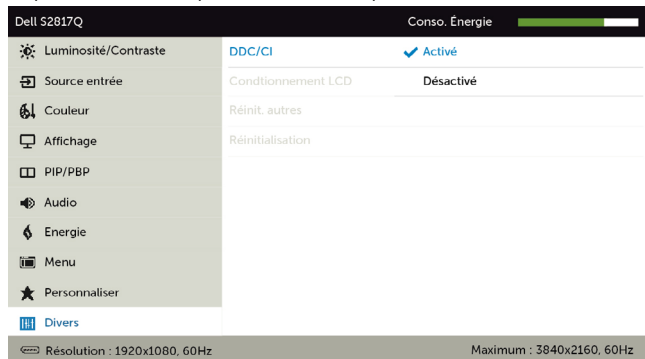 Dell S2817Q Conso. Énergie
Luminosité/Contraste DDC/CI Activé
Source entrée Condtionnement LCD Désactivé
Couleur Réinit. autres
Affichage Réinitialisation
PIP/PBP
Audio
Energie
Menu
Personnaliser
Divers
Résolution : 1920x1080, 60Hz Maximum : 3840x2160, 60Hz